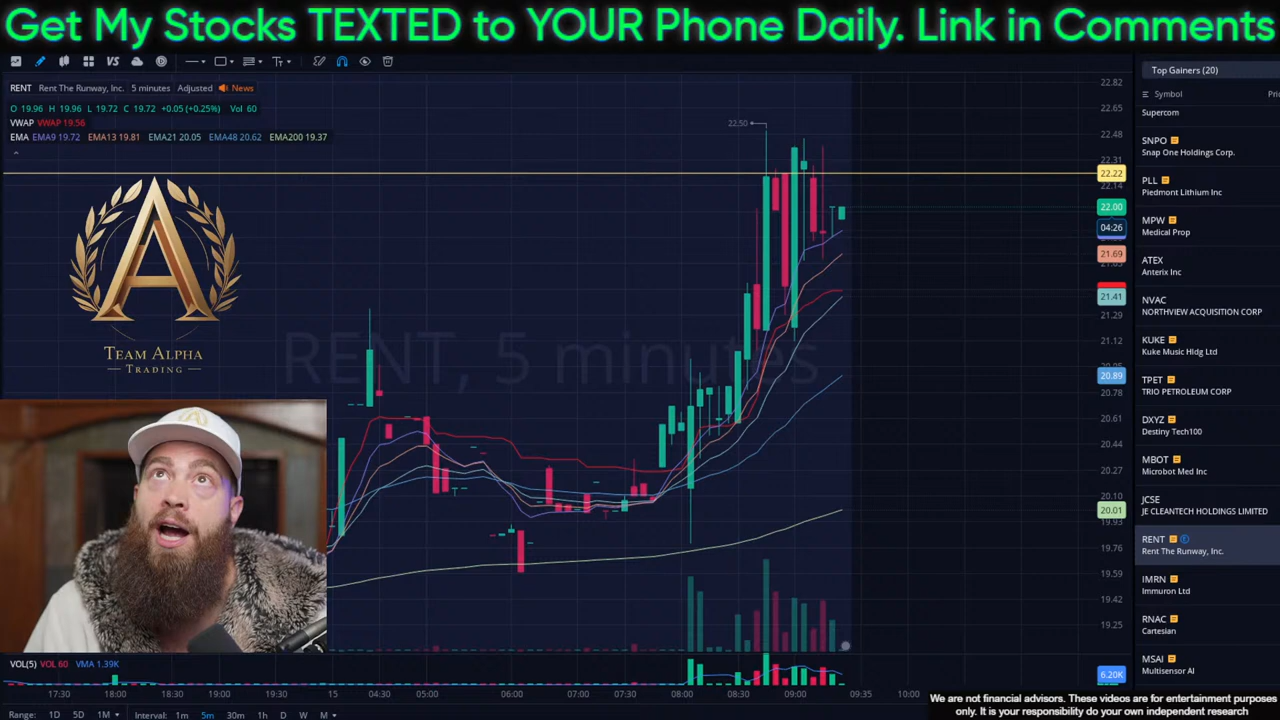 Get My Stocks TEXTED to YOUR Phone Daily. Link in Comments
VS
RENT Rent The Runway, Inc. 5 minutes Adjusted News
O 19.96 H 19.96 L 19.72 C 19.72 +0.05 (+0.25%) Vol 60
VWAP VWAP 19.56
EMA EMA9 19.72 EMA13 19.81 EMA21 20.05 EMA48 20.62 EMA200 19.37
22.50
RENT, 5 minutes
A
TEAM ALPHA
TRADING
22.82
22.65
22.48
22.31
22.22
22.14
22.00
04:26
21.69
21.41
21.29
21.12
20.89
20.78
20.61
20.44
20.27
20.10
20.01
19.93
19.76
19.59
19.42
19.25
6.20K
Top Gainers (20)
Symbol
Supercom
SNPO
Snap One Holdings Corp.
PLL
Piedmont Lithium Inc
MPW
Medical Prop
ATEX
Anterix Inc
NVAC
NORTHVIEW ACQUISITION CORP
KUKE
Kuke Music Hldg Ltd
TPET
TRIO PETROLEUM CORP
DXYZ
Destiny Tech100
MBOT
Microbot Med Inc
JCSE
JE CLEANTECH HOLDINGS LIMITED
RENT
Rent The Runway, Inc.
IMRN
Immuron Ltd
RNAC
Cartesian
MSAI
Multisensor AI
VOL(5) VOL 60 VMA 1.39K
17:30 18:00 18:30 19:00 19:30 15 04:30 05:00 06:00 07:00 07:30 08:00 08:30 09:00 09:35 10:00
Range: 1D 5D 1M Interval: 1m 5m 30m 1h D W M
We are not financial advisors. These videos are for entertainment purposes
only. It is your responsibility do your own independent research